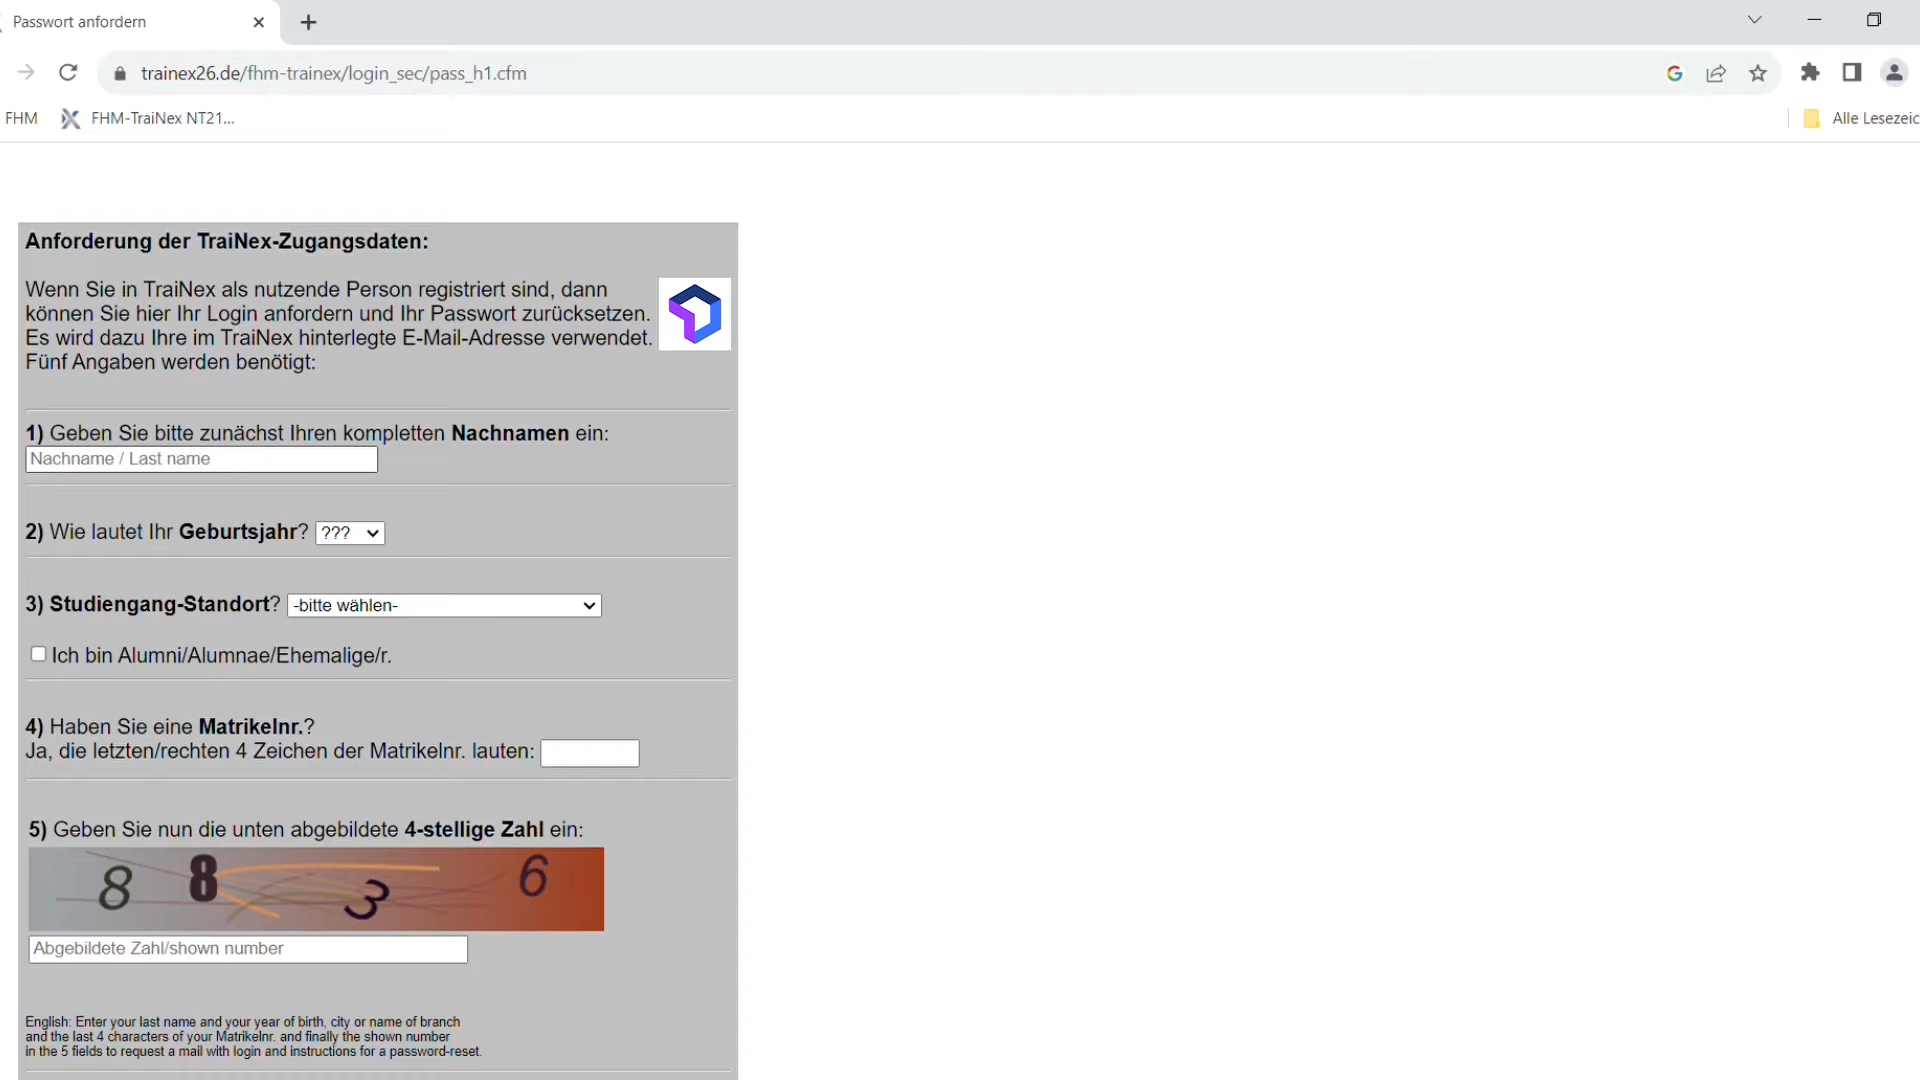 Passwort anfordern
trainex26.de/fhm-trainex/login_sec/pass_h1.cfm
FHM
FHM-TraiNex NT21...
Alle Lesezeic
Anforderung der TraiNex-Zugangsdaten:
Wenn Sie in TraiNex als nutzende Person registriert sind, dann
können Sie hier Ihr Login anfordern und Ihr Passwort zurücksetzen.
Es wird dazu Ihre im TraiNex hinterlegte E-Mail-Adresse verwendet.
Fünf Angaben werden benötigt:
1) Geben Sie bitte zunächst Ihren kompletten Nachnamen ein:
Nachname / Last name
2) Wie lautet Ihr Geburtsjahr? ???
3) Studiengang-Standort? -bitte wählen-
Ich bin Alumni/Alumnae/Ehemalige/r.
4) Haben Sie eine Matrikelnr.?
Ja, die letzten/rechten 4 Zeichen der Matrikelnr. lauten:
5) Geben Sie nun die unten abgebildete 4-stellige Zahl ein:
8 8 3 6
Abgebildete Zahl/shown number
English: Enter your last name and your year of birth, city or name of branch
and the last 4 characters of your Matrikelnr. and finally the shown number
in the 5 fields to request a mail with login and instructions for a password-reset.